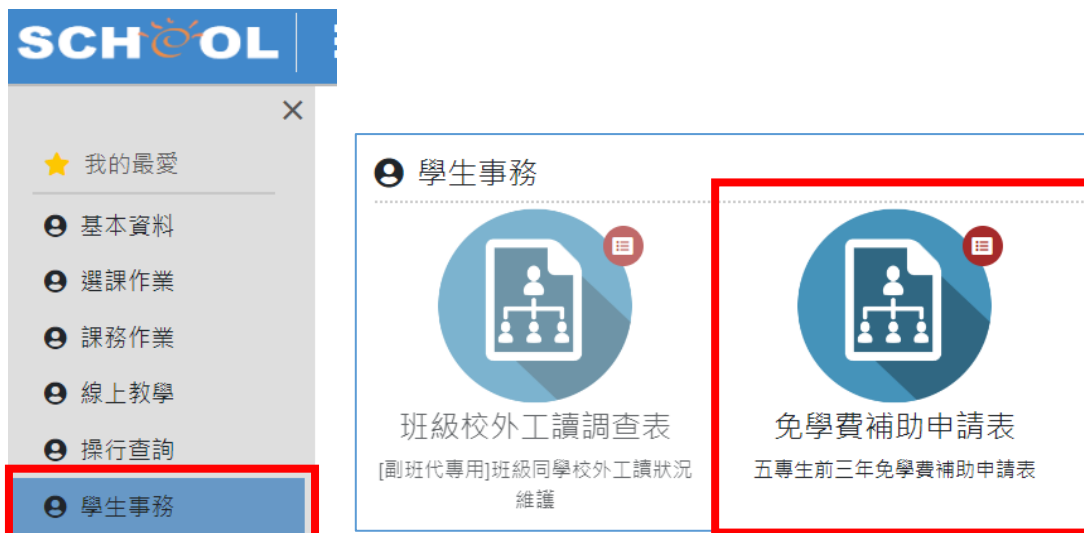 SCHOOL
我的最愛
基本資料
選課作業
課務作業
線上教學
操行查詢
學生事務
學生事務
班級校外工讀調查表
[副班代專用]班級同學校外工讀狀況
維護
免學費補助申請表
五專生前三年免學費補助申請表